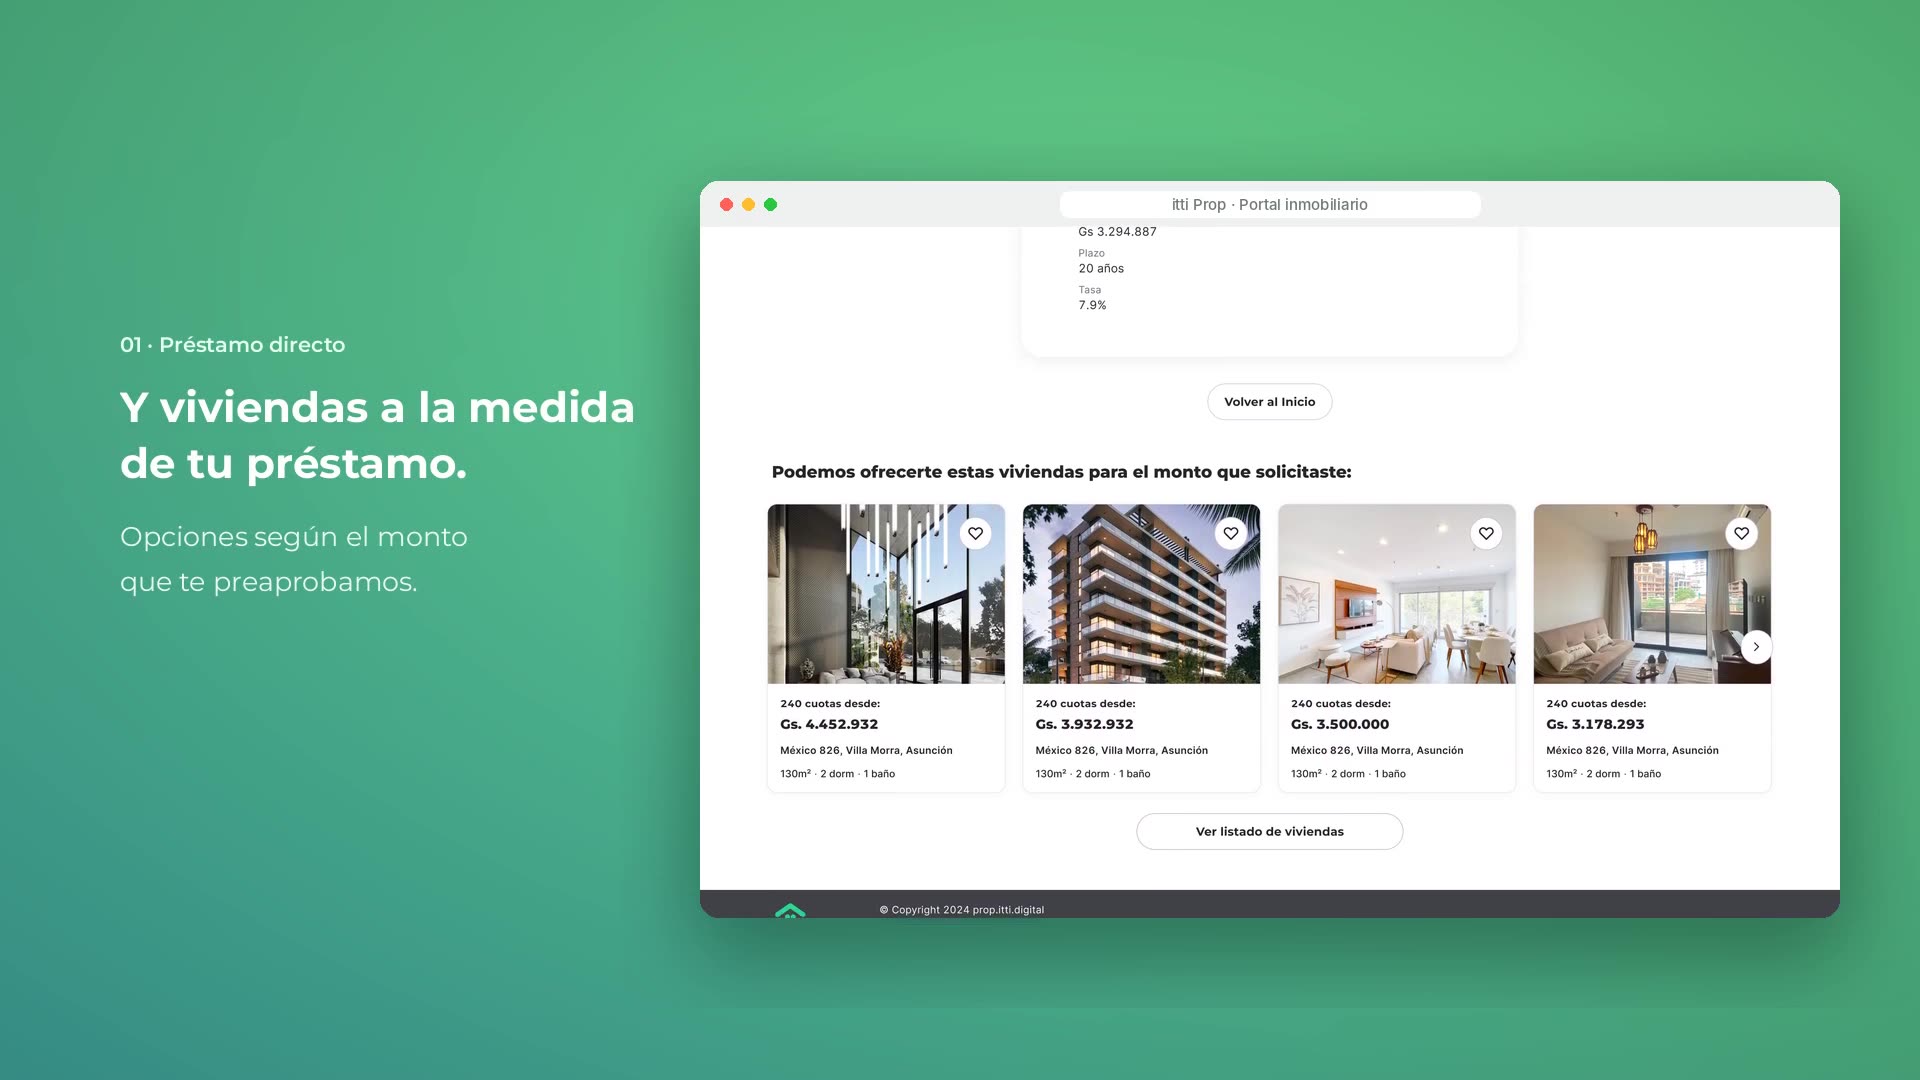 01 · Préstamo directo
Y viviendas a la medida
de tu préstamo.
Opciones según el monto
que te preaprobamos.
itti Prop · Portal inmobiliario
Gs 3.294.887
Plazo
20 años
Tasa
7.9%
Volver al Inicio
Podemos ofrecerte estas viviendas para el monto que solicitaste:
240 cuotas desde:
Gs. 4.452.932
México 826, Villa Morra, Asunción
130m² · 2 dorm · 1 baño
240 cuotas desde:
Gs. 3.932.932
México 826, Villa Morra, Asunción
130m² · 2 dorm · 1 baño
240 cuotas desde:
Gs. 3.500.000
México 826, Villa Morra, Asunción
130m² · 2 dorm · 1 baño
240 cuotas desde:
Gs. 3.178.293
México 826, Villa Morra, Asunción
130m² · 2 dorm · 1 baño
Ver listado de viviendas
© Copyright 2024 prop.itti.digital